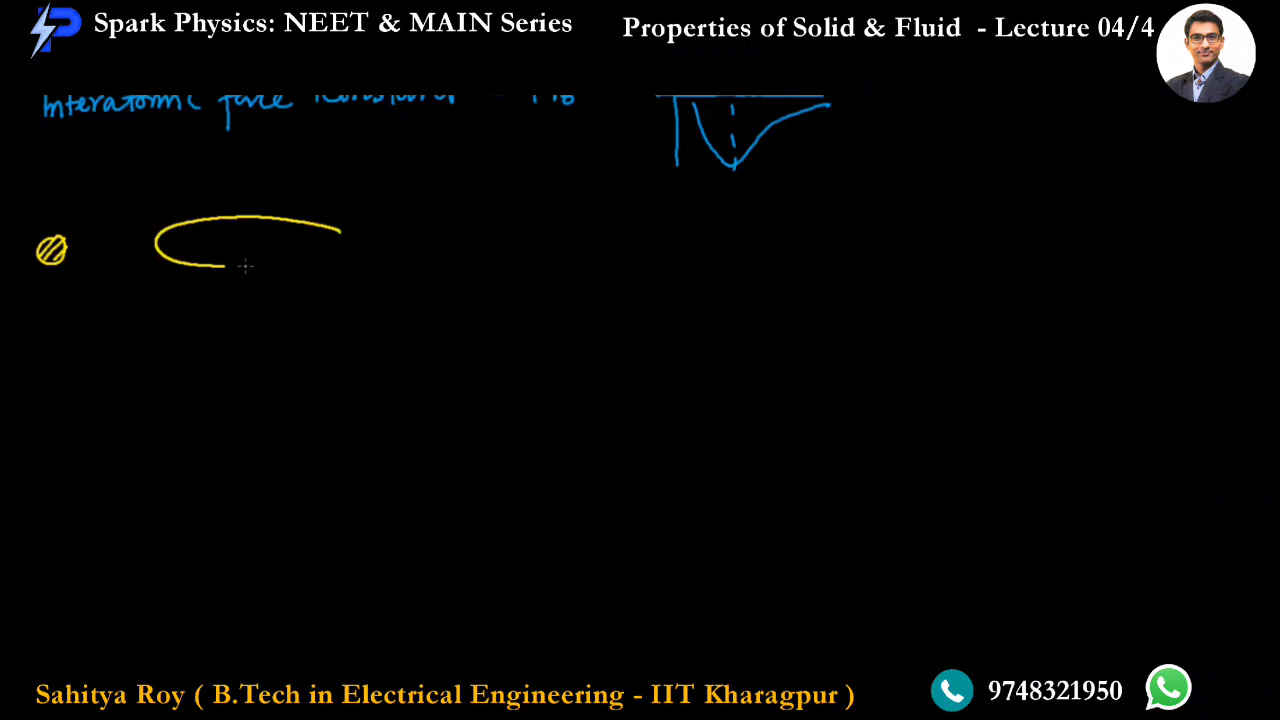 Spark Physics: NEET & MAIN Series
Properties of Solid & Fluid - Lecture 04/4
Interatomic force
Sahitya Roy ( B.Tech in Electrical Engineering - IIT Kharagpur )
9748321950